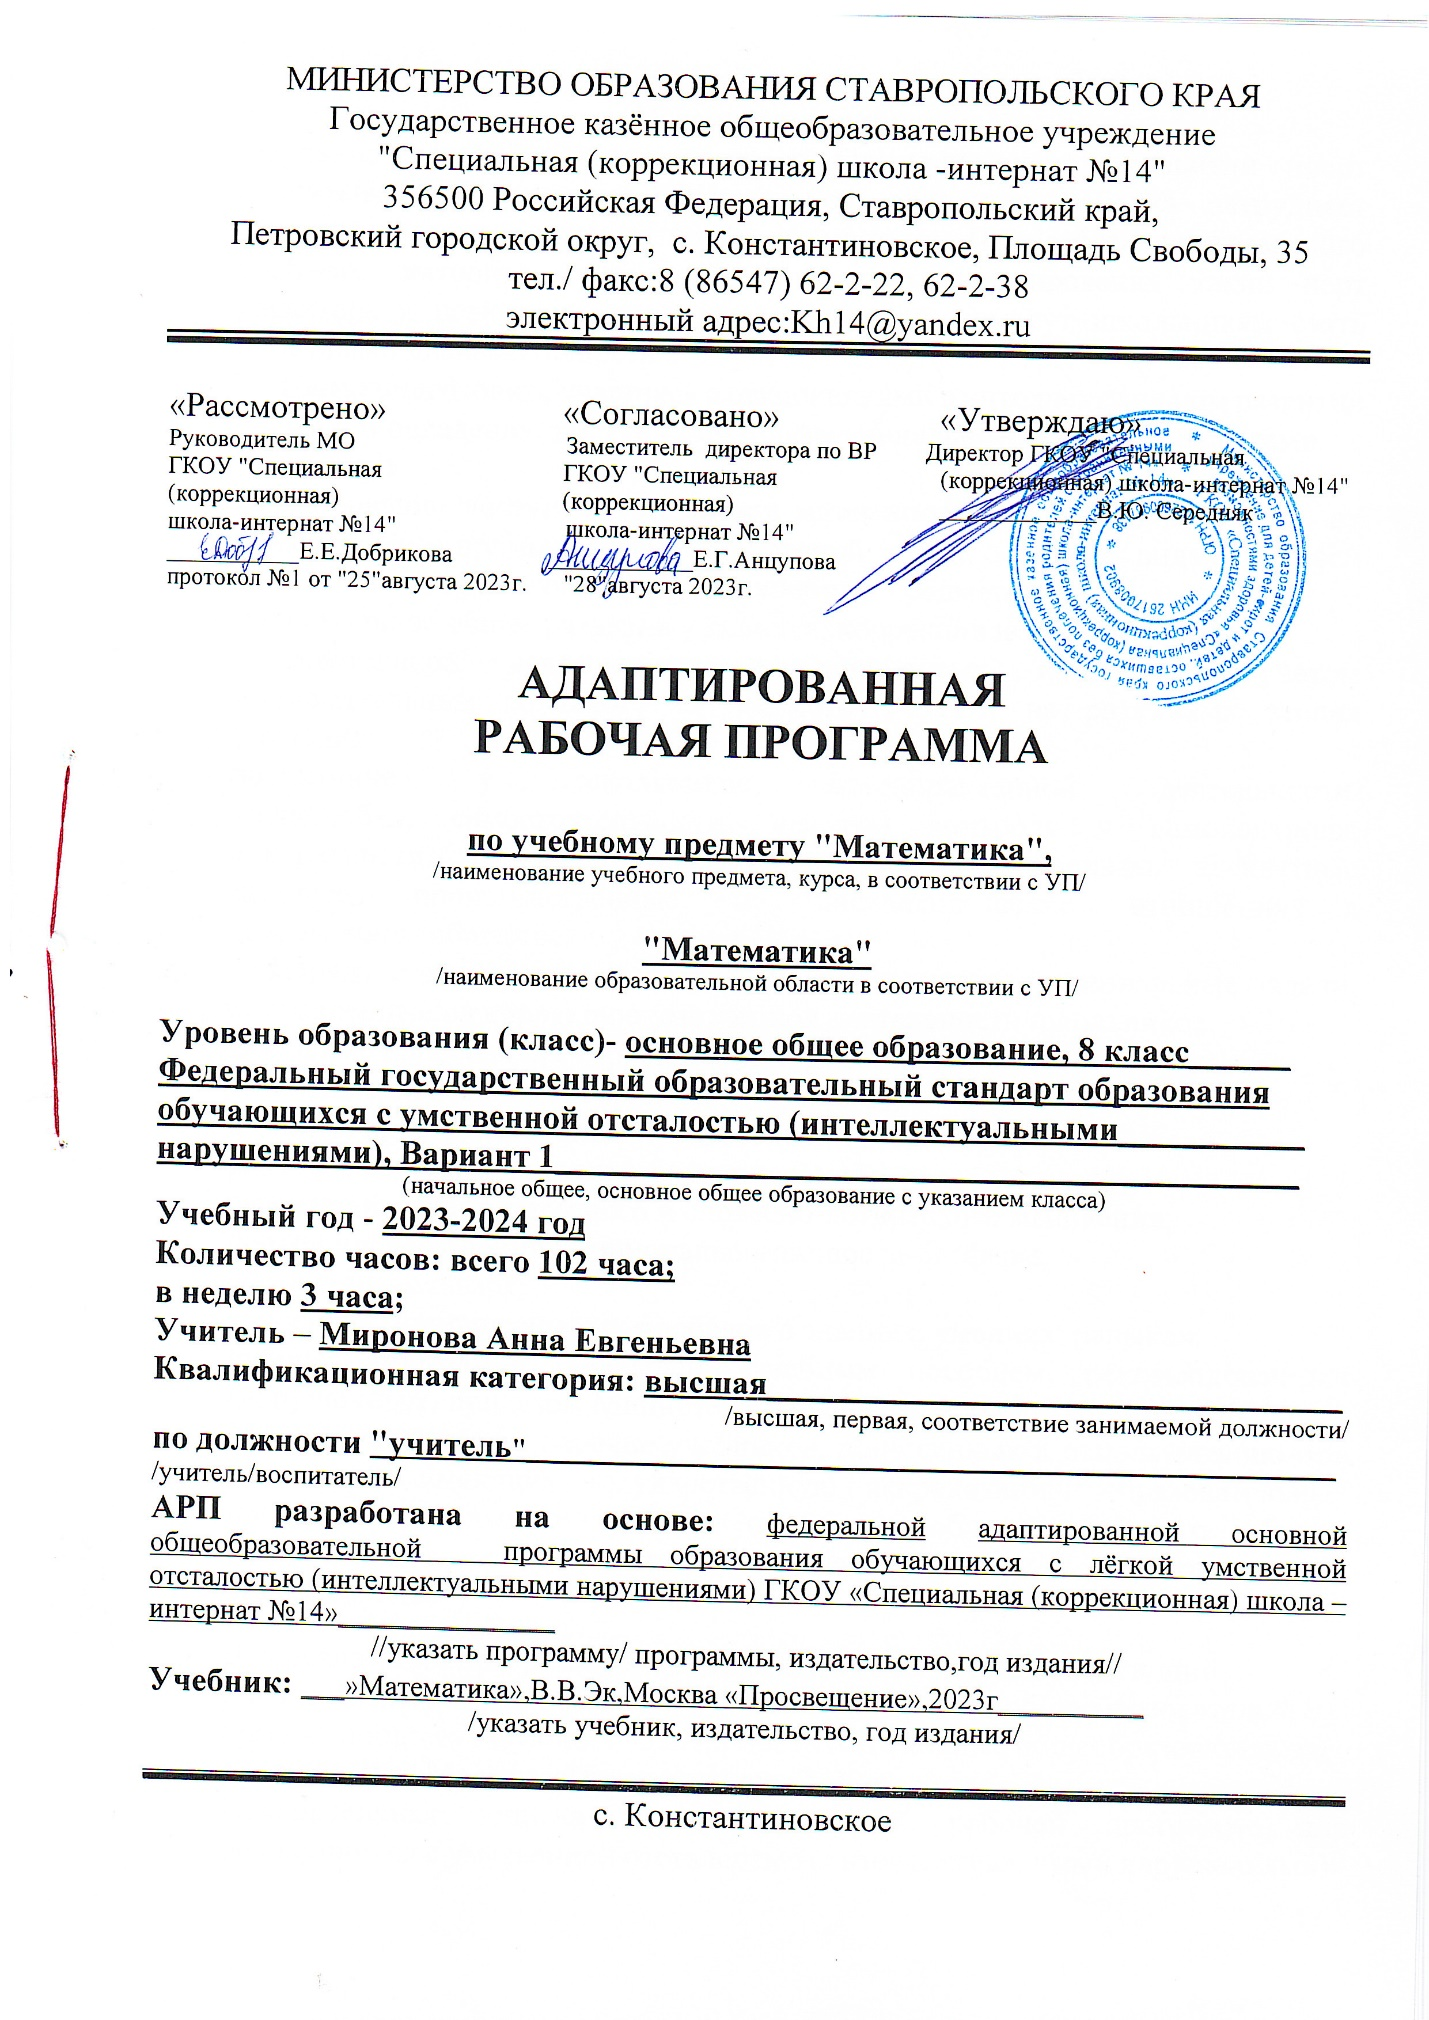 МИНИСТЕРСТВО ОБРАЗОВАНИЯ СТАВРОПОЛЬСКОГО КРАЯ
Государственное казённое общеобразовательное учреждение
"Специальная (коррекционная) школа -интернат №14"
356500 Российская Федерация, Ставропольский край,
Петровский городской округ, с. Константиновское, Площадь Свободы, 35
тел./ факс:8 (86547) 62-2-22, 62-2-38
электронный адрес:Kh14@yandex.ru
«Рассмотрено»
Руководитель МО
ГКОУ "Специальная
(коррекционная)
школа-интернат №14"
Е.Е.Добрикова
протокол №1 от "25"августа 2023г.
«Согласовано»
Заместитель директора по ВР
ГКОУ "Специальная
(коррекционная)
школа-интернат №14"
Анцупова Е.Г.Анцупова
"28"августа 2023г.
«Утверждаю»
Директор ГКОУ "Специальная
(коррекционная) школа-интернат №14"
В.Ю. Середняк
АДАПТИРОВАННАЯ
РАБОЧАЯ ПРОГРАММА
по учебному предмету "Математика",
/наименование учебного предмета, курса, в соответствии с УП/
"Математика"
/наименование образовательной области в соответствии с УП/
Уровень образования (класс)- основное общее образование, 8 класс
Федеральный государственный образовательный стандарт образования
обучающихся с умственной отсталостью (интеллектуальными
нарушениями), Вариант 1
(начальное общее, основное общее образование с указанием класса)
Учебный год - 2023-2024 год
Количество часов: всего 102 часа;
в неделю 3 часа;
Учитель – Миронова Анна Евгеньевна
Квалификационная категория: высшая
/высшая, первая, соответствие занимаемой должности/
по должности "учитель"
/учитель/воспитатель/
АРП разработана на основе: федеральной адаптированной основной
общеобразовательной программы образования обучающихся с лёгкой умственной
отсталостью (интеллектуальными нарушениями) ГКОУ «Специальная (коррекционная) школа –
интернат №14»
//указать программу/ программы, издательство,год издания//
Учебник: ___»Математика»,В.В.Эк,Москва «Просвещение»,2023г
/указать учебник, издательство, год издания/
с. Константиновское